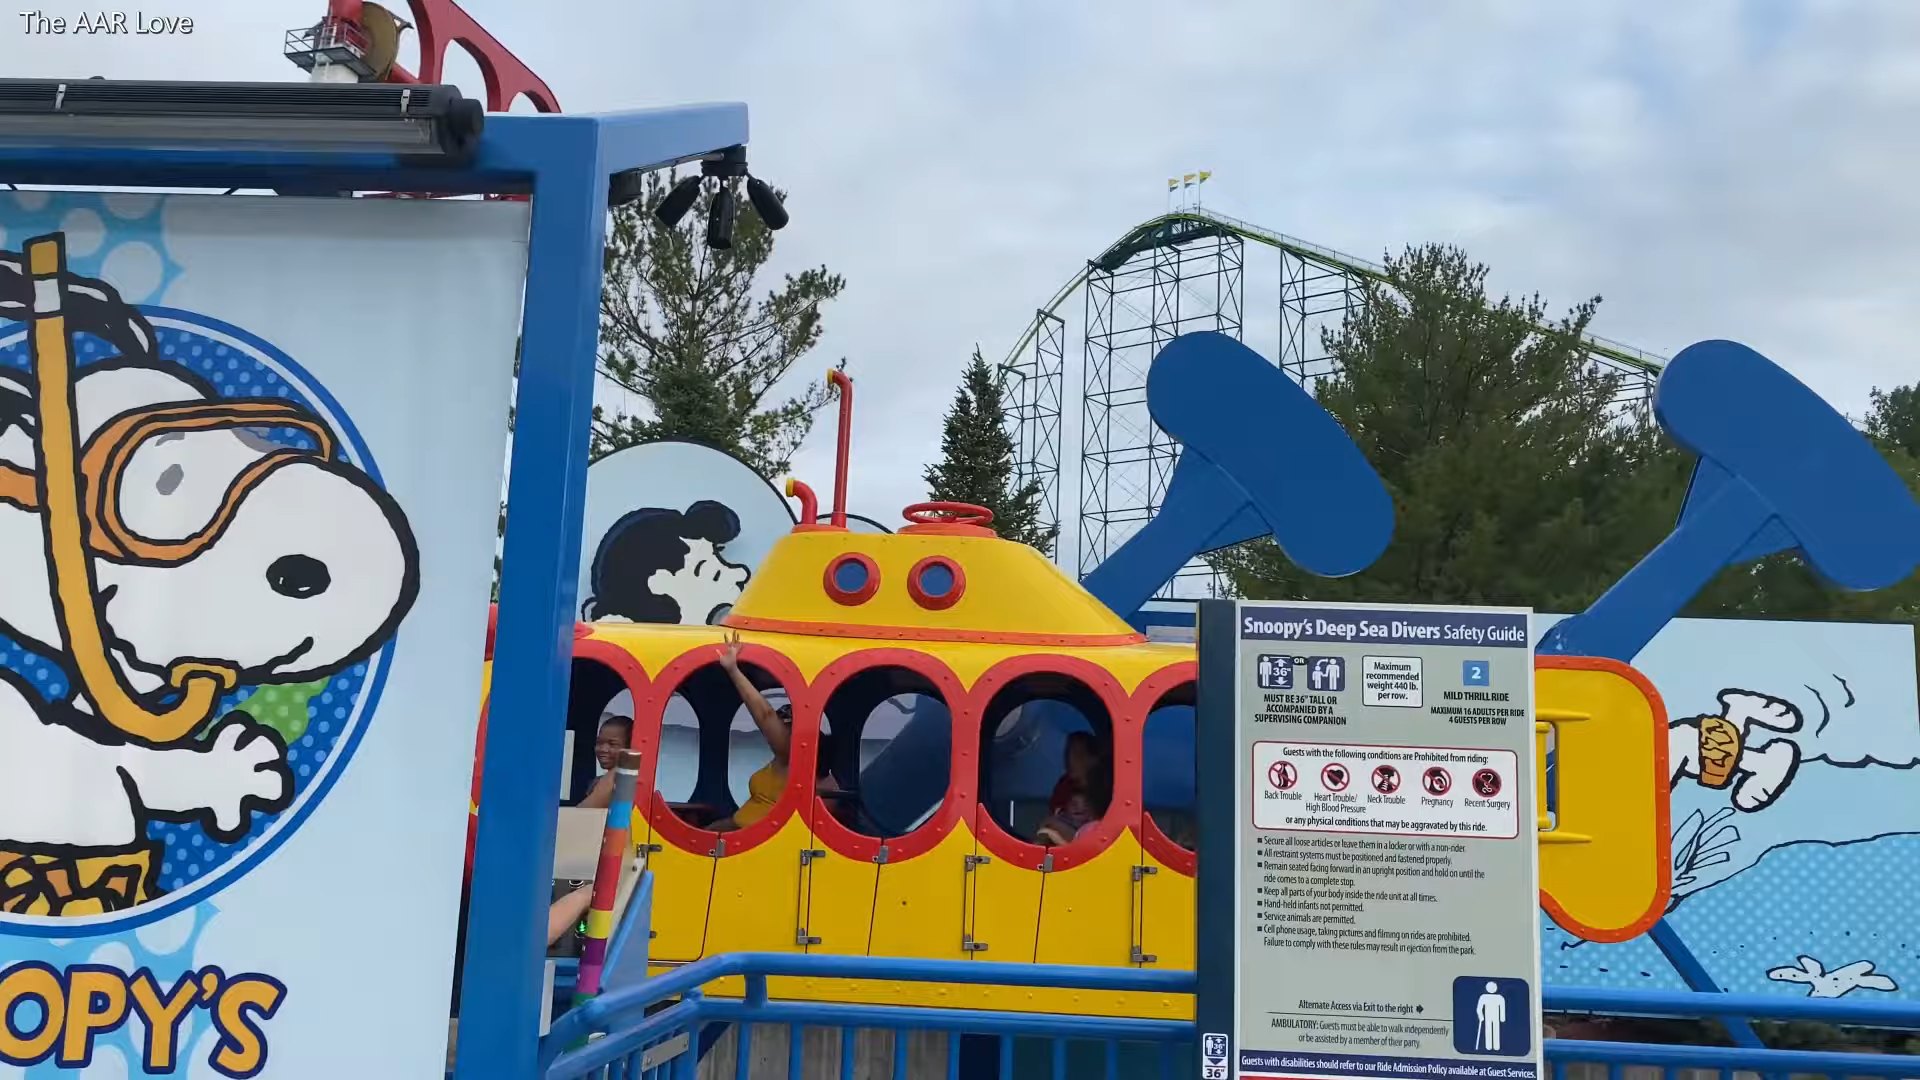 The AAR Love
OPY'S
Snoopy's Deep Sea Divers Safety Guide
36" OR
MUST BE 36" TALL OR
ACCOMPANIED BY A
SUPERVISING COMPANION
Maximum
recommended
weight 440 lb.
per row.
2
MILD THRILL RIDE
MAXIMUM 16 ADULTS PER RIDE
4 GUESTS PER ROW
Guests with the following conditions are Prohibited from riding:
Back Trouble
Heart Trouble/
High Blood Pressure
Neck Trouble
Pregnancy
Recent Surgery
or any physical conditions that may be aggravated by this ride.
■ Secure all loose articles or leave them in a locker or with a non-rider.
■ All restraint systems must be positioned and fastened properly.
■ Remain seated facing forward in an upright position and hold on until the
ride comes to a complete stop.
■ Keep all parts of your body inside the ride unit at all times.
■ Hand-held infants not permitted.
■ Service animals are permitted.
■ Cell phone usage, taking pictures and filming on rides are prohibited.
Failure to comply with these rules may result in ejection from the park.
Alternate Access via Exit to the right
AMBULATORY: Guests must be able to walk independently
or be assisted by a member of their party.
Guests with disabilities should refer to our Ride Admission Policy available at Guest Services.
36"
36"